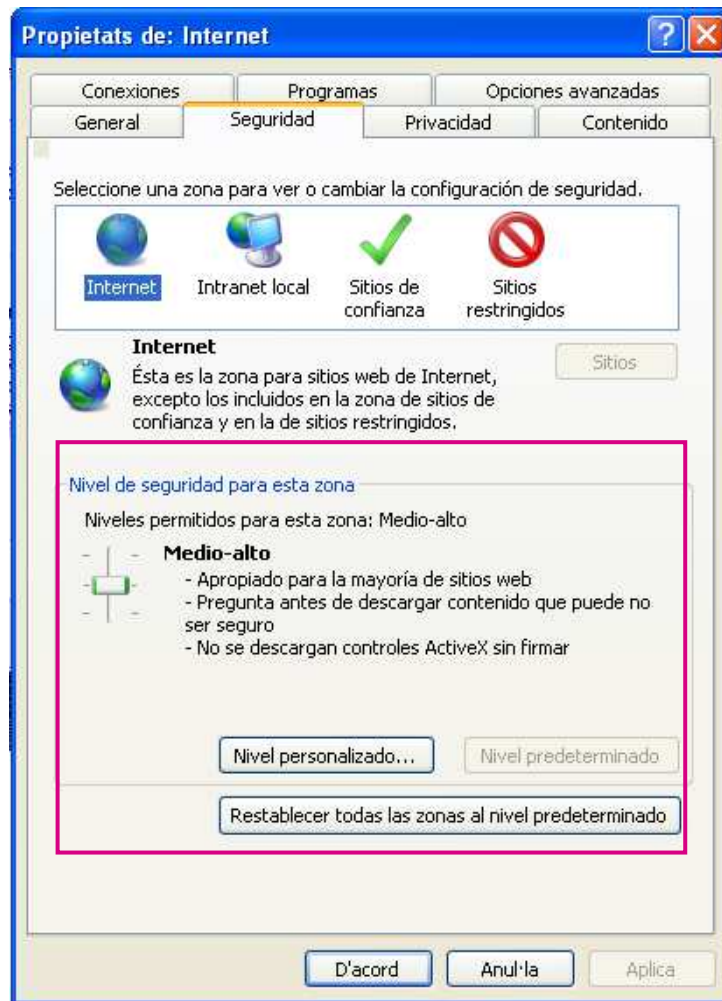 Propietats de: Internet
Conexiones Programas Opciones avanzadas
General Seguridad Privacidad Contenido
Seleccione una zona para ver o cambiar la configuración de seguridad.
Internet Intranet local Sitios de confianza Sitios restringidos
Internet
Sitios
Ésta es la zona para sitios web de Internet,
excepto los incluidos en la zona de sitios de
confianza y en la de sitios restringidos.
Nivel de seguridad para esta zona
Niveles permitidos para esta zona: Medio-alto
Medio-alto
- Apropiado para la mayoría de sitios web
- Pregunta antes de descargar contenido que puede no
ser seguro
- No se descargan controles ActiveX sin firmar
Nivel personalizado... Nivel predeterminado
Restablecer todas las zonas al nivel predeterminado
D'acord Anul·la Aplica